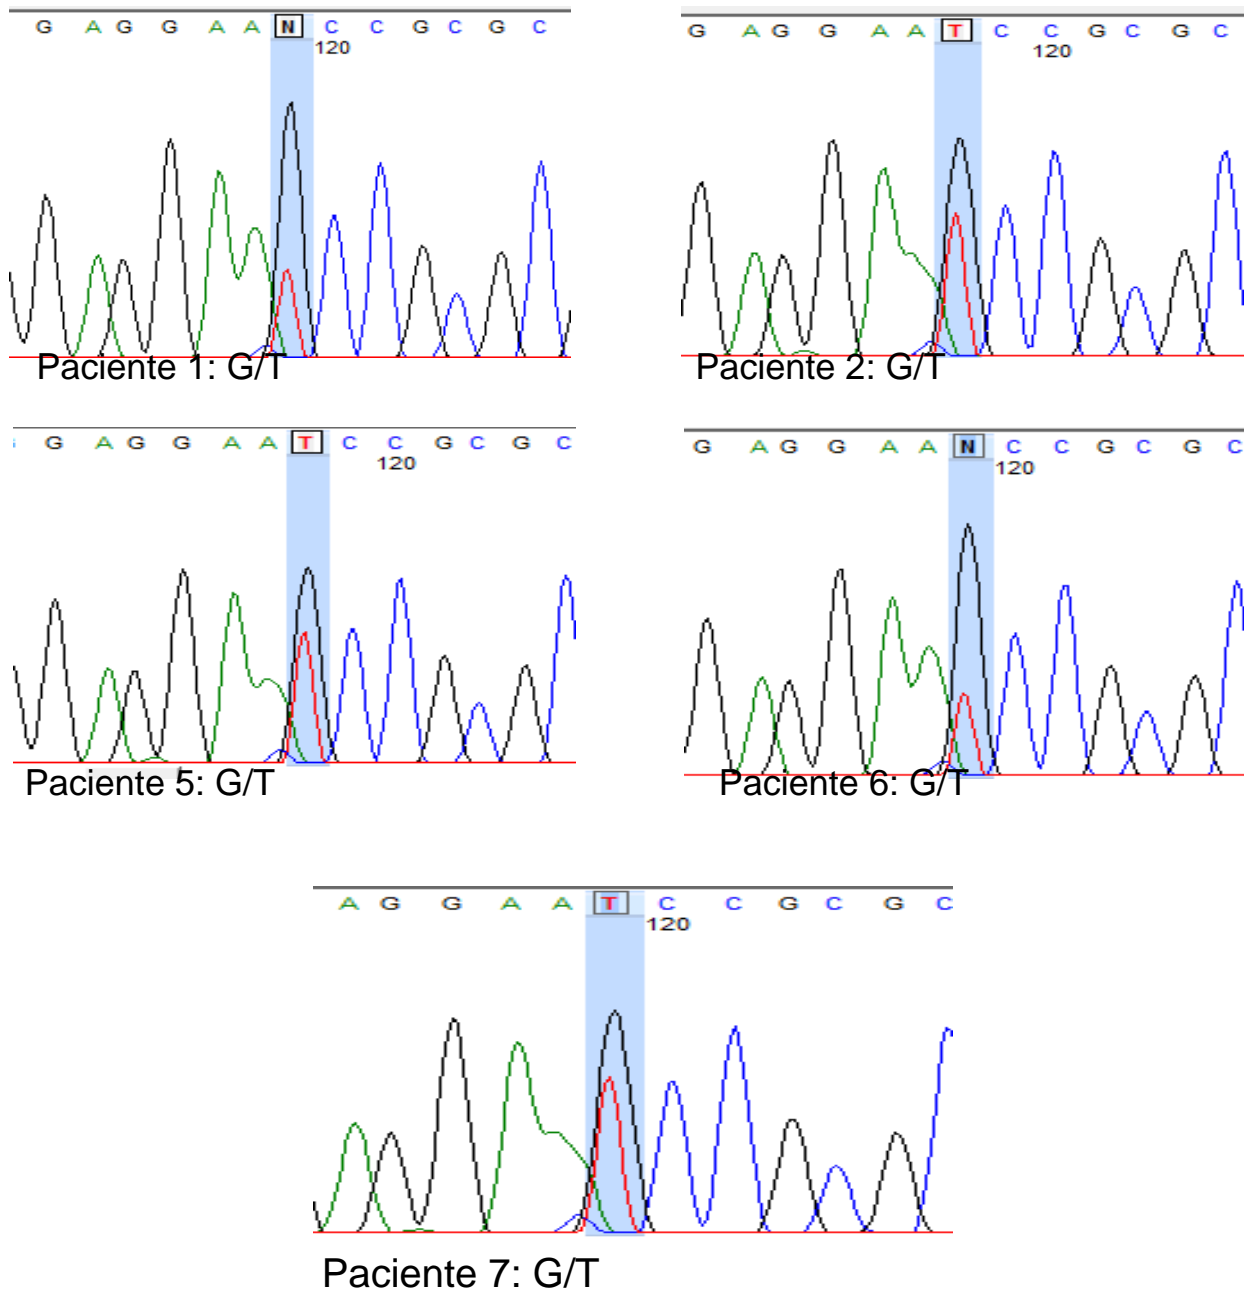 G A G G A A N C C G C G C
120
Paciente 1: G/T
G A G G A A T C C G C G C
120
Paciente 2: G/T
G A G G A A T C C G C G C
120
Paciente 5: G/T
G A G G A A N C C G C G C
120
Paciente 6: G/T
A G G A A T C C G C G C
120
Paciente 7: G/T